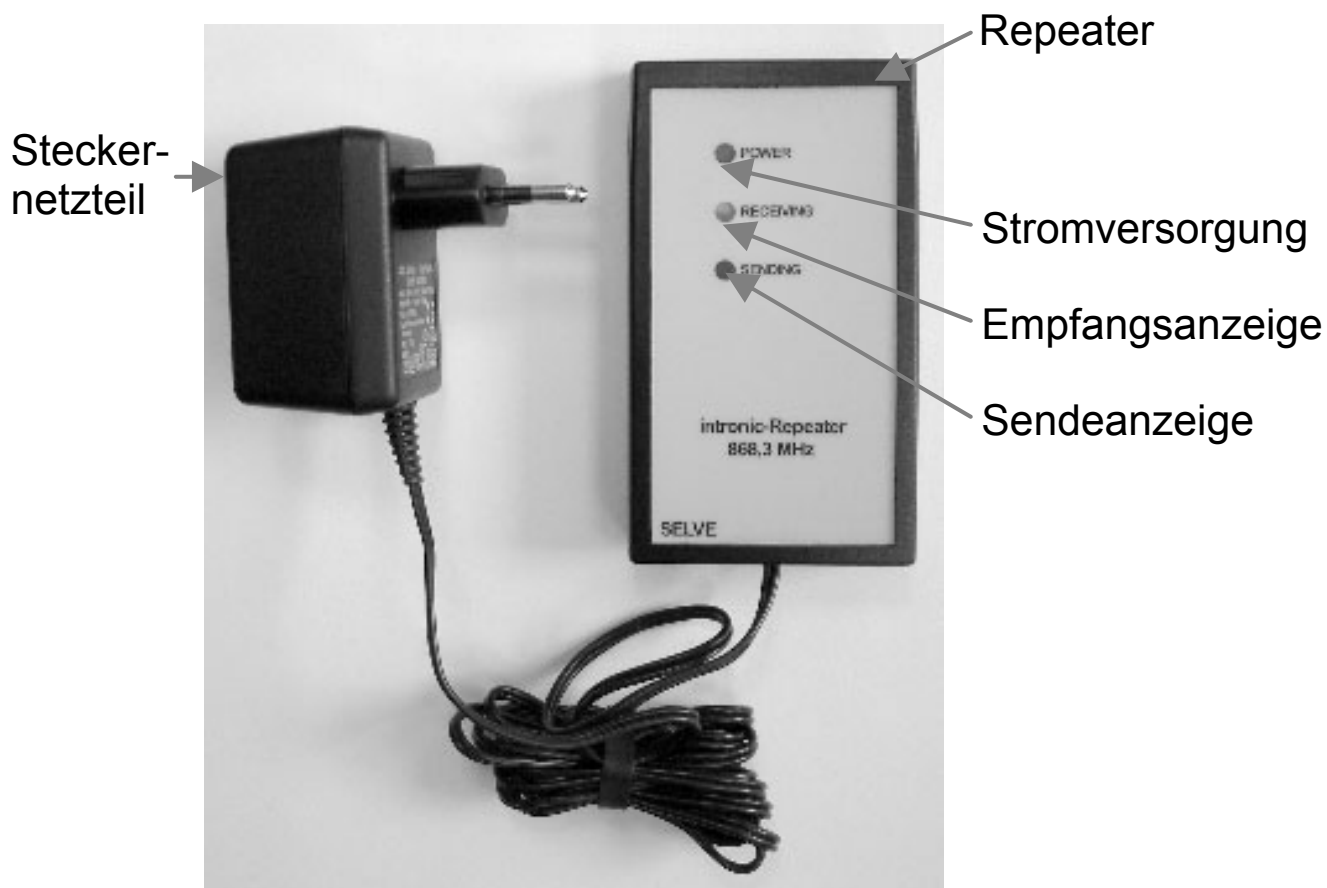 Repeater
Stecker-
netzteil
POWER
Stromversorgung
RECEIVING
Empfangsanzeige
SENDING
Sendeanzeige
intronic-Repeater
868,3 MHz
SELVE